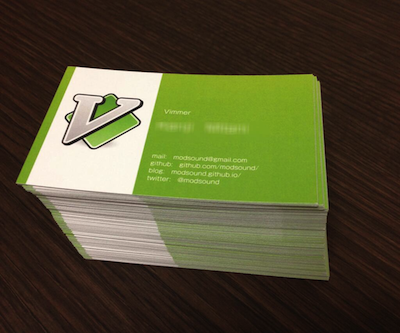 V
Vimmer
mail: modsound@gmail.com
github: github.com/modsound/
blog: modsound.github.io/
twitter: @modsound